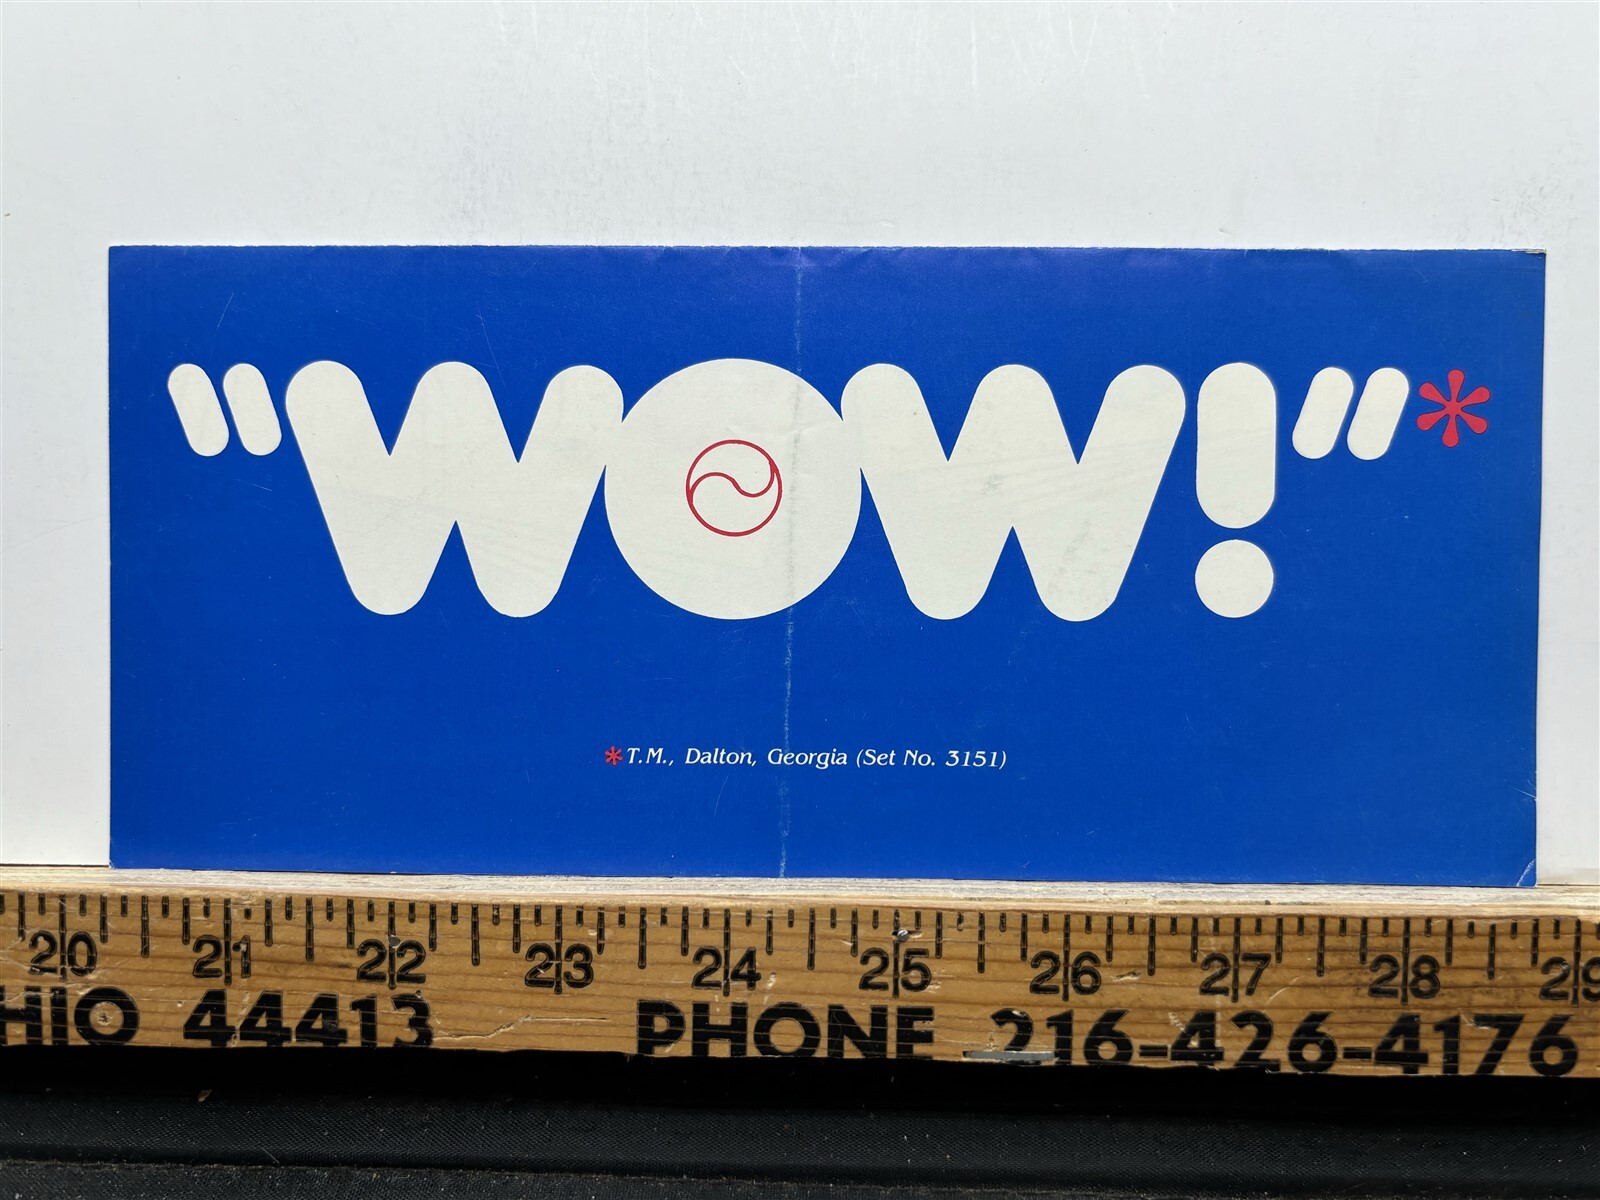 "WOW!"*
*T.M., Dalton, Georgia (Set No. 3151)
20 21 22 23 24 25 26 27 28 29
HIO 44413 PHONE 216-426-4176